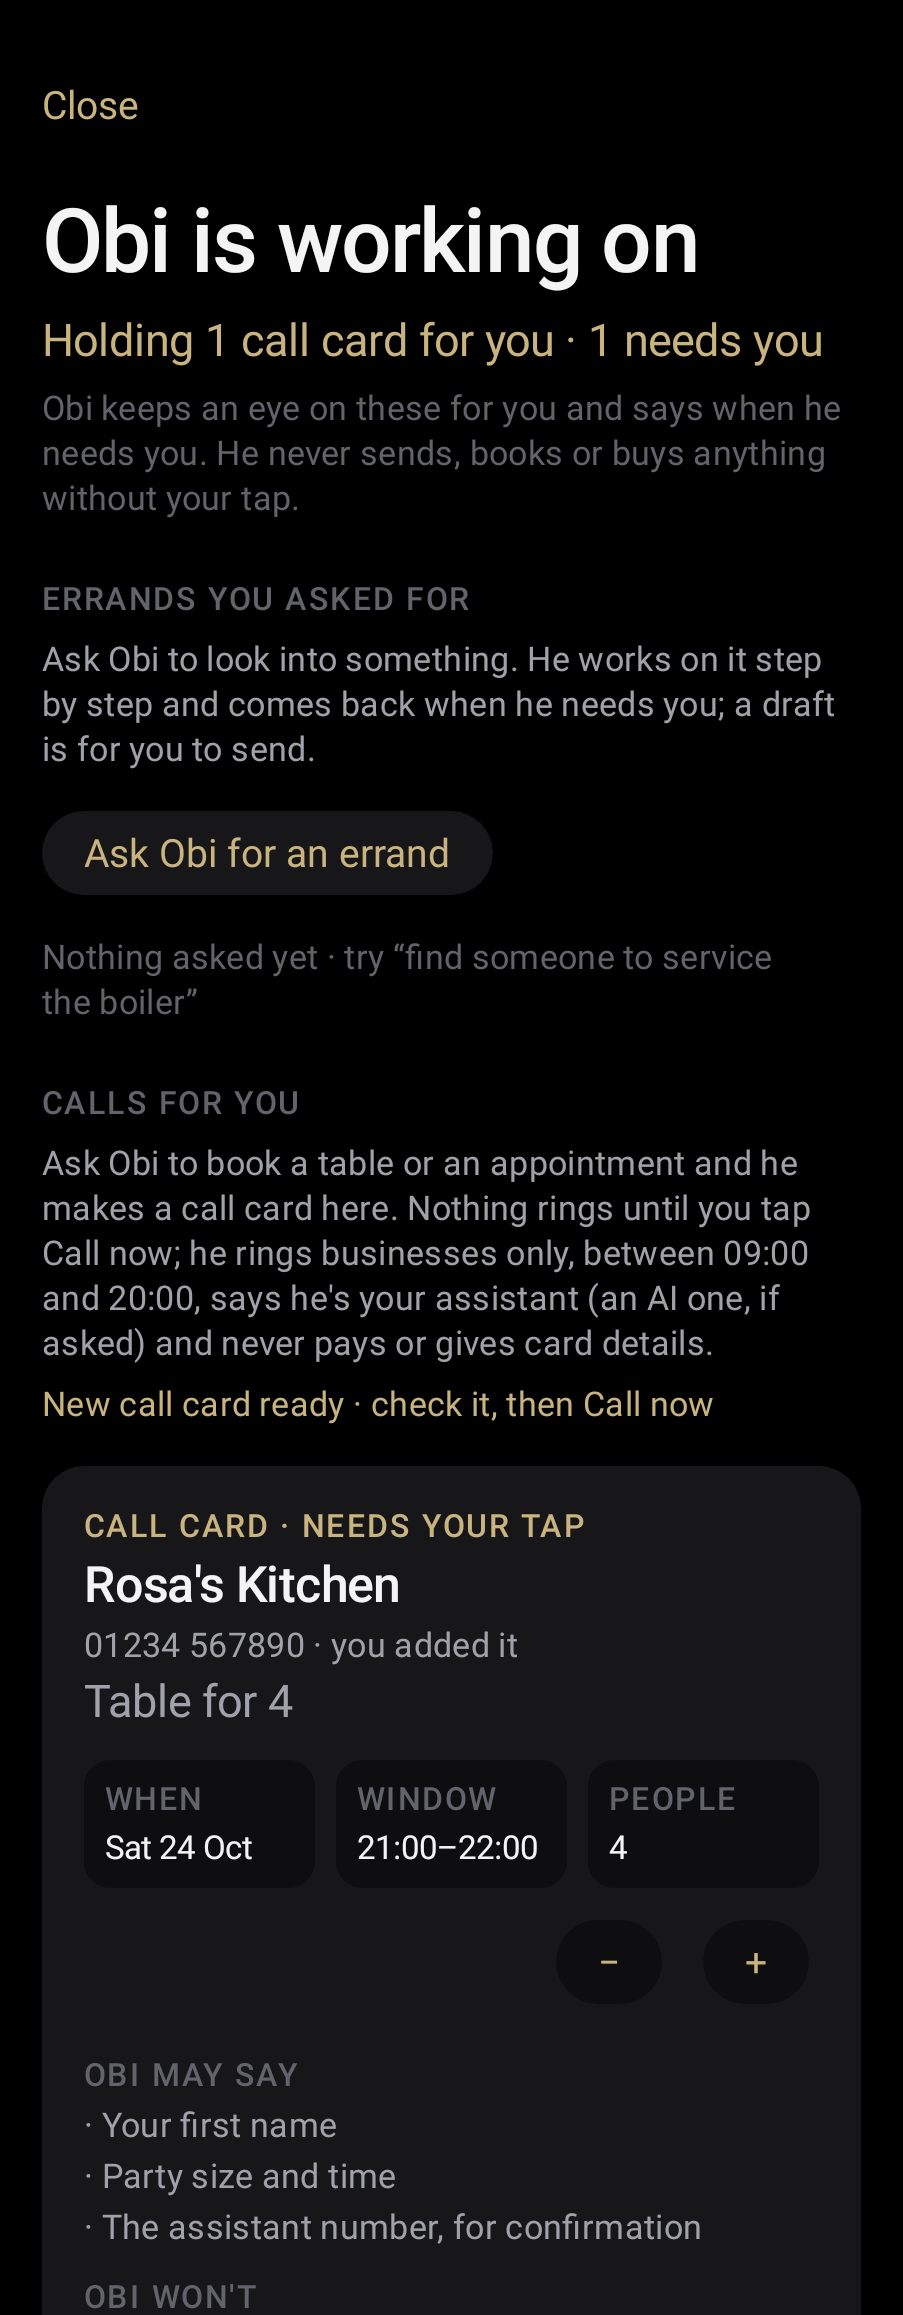 Close
Obi is working on
Holding 1 call card for you · 1 needs you
Obi keeps an eye on these for you and says when he
needs you. He never sends, books or buys anything
without your tap.
ERRANDS YOU ASKED FOR
Ask Obi to look into something. He works on it step
by step and comes back when he needs you; a draft
is for you to send.
Ask Obi for an errand
Nothing asked yet · try “find someone to service
the boiler”
CALLS FOR YOU
Ask Obi to book a table or an appointment and he
makes a call card here. Nothing rings until you tap
Call now; he rings businesses only, between 09:00
and 20:00, says he's your assistant (an AI one, if
asked) and never pays or gives card details.
New call card ready · check it, then Call now
CALL CARD · NEEDS YOUR TAP
Rosa's Kitchen
01234 567890 · you added it
Table for 4
WHEN
Sat 24 Oct
WINDOW
21:00–22:00
PEOPLE
4
− +
OBI MAY SAY
· Your first name
· Party size and time
· The assistant number, for confirmation
OBI WON'T